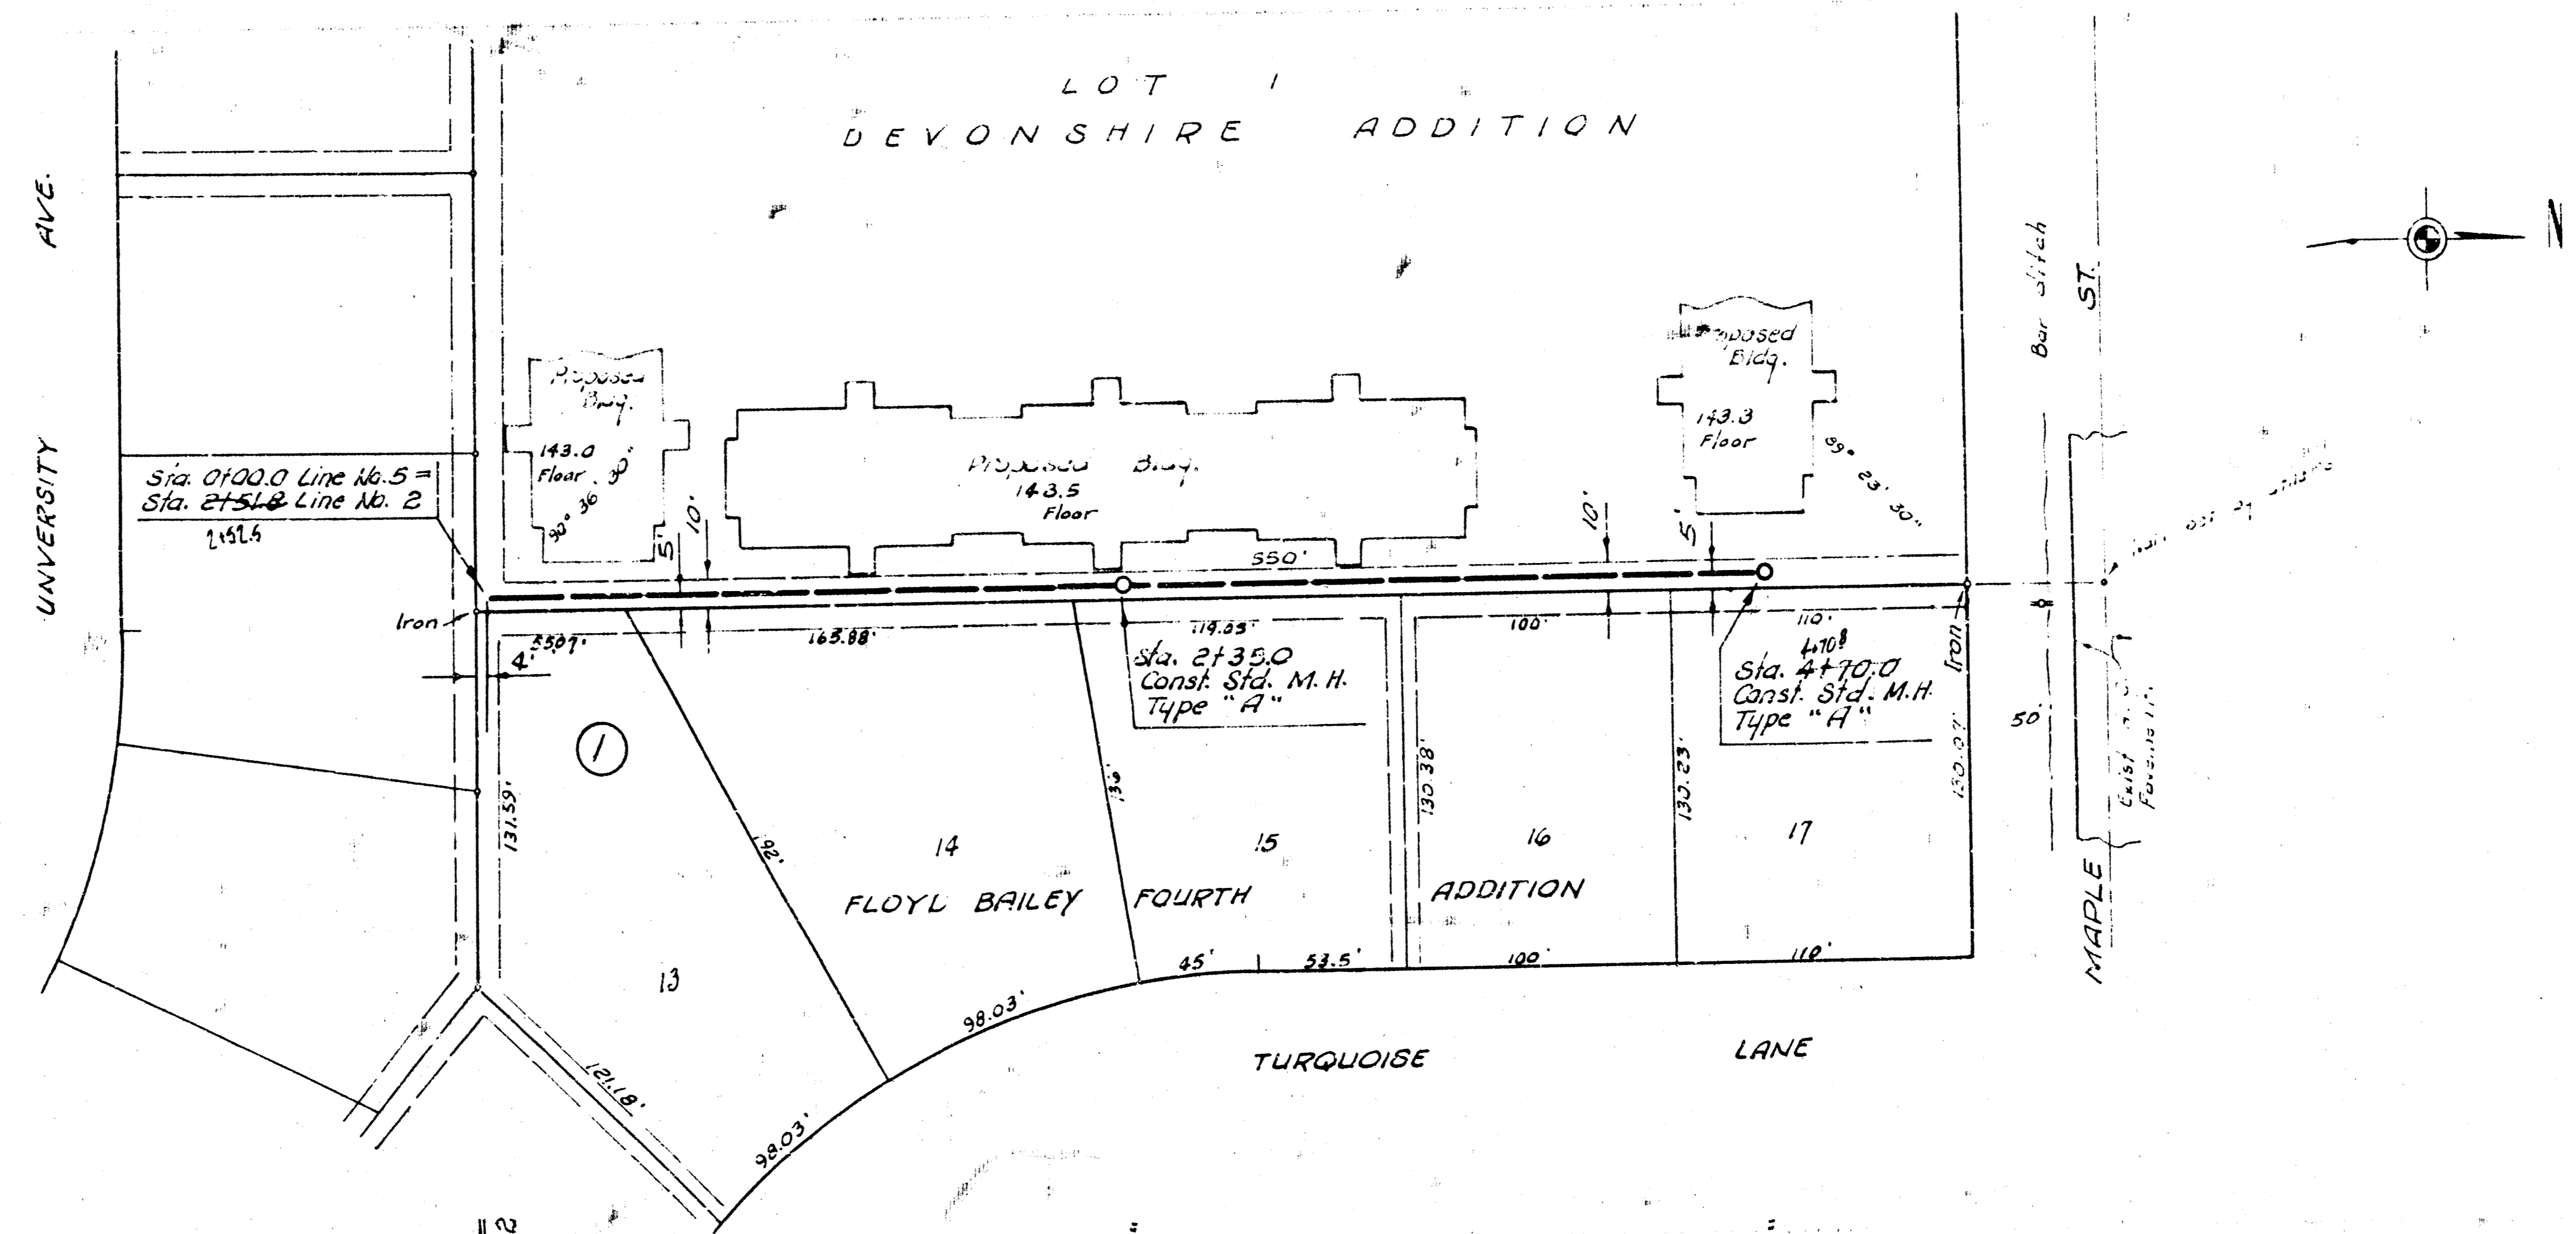 LOT 1
DEVONSHIRE ADDITION
UNVERSITY AVE.
N
Bar ditch
MAPLE ST.
Proposed
Bldg.
143.0
Floor
90° 36' 30"
Proposed Bldg.
143.5
Floor
Bldg.
143.3
Floor
89° 23' 30"
Sta. 0+00.0 Line No. 5 =
Sta. 2+51.8 Line No. 2
2+52.5
5'
10'
550'
10'
5'
Iron
55.07'
165.88'
119.03'
100'
110'
4'
Sta. 2+35.0
Const. Std. M.H.
Type "A"
4+70.8
Sta. 4+70.0
Const. Std. M.H.
Type "A"
Iron
50'
Exist.
1
131.59'
192'
136'
130.38'
130.23'
130.07'
13
14
15
16
17
FLOYD BAILEY FOURTH ADDITION
45'
53.5'
100'
110'
98.03'
98.03'
121.18'
TURQUOISE LANE